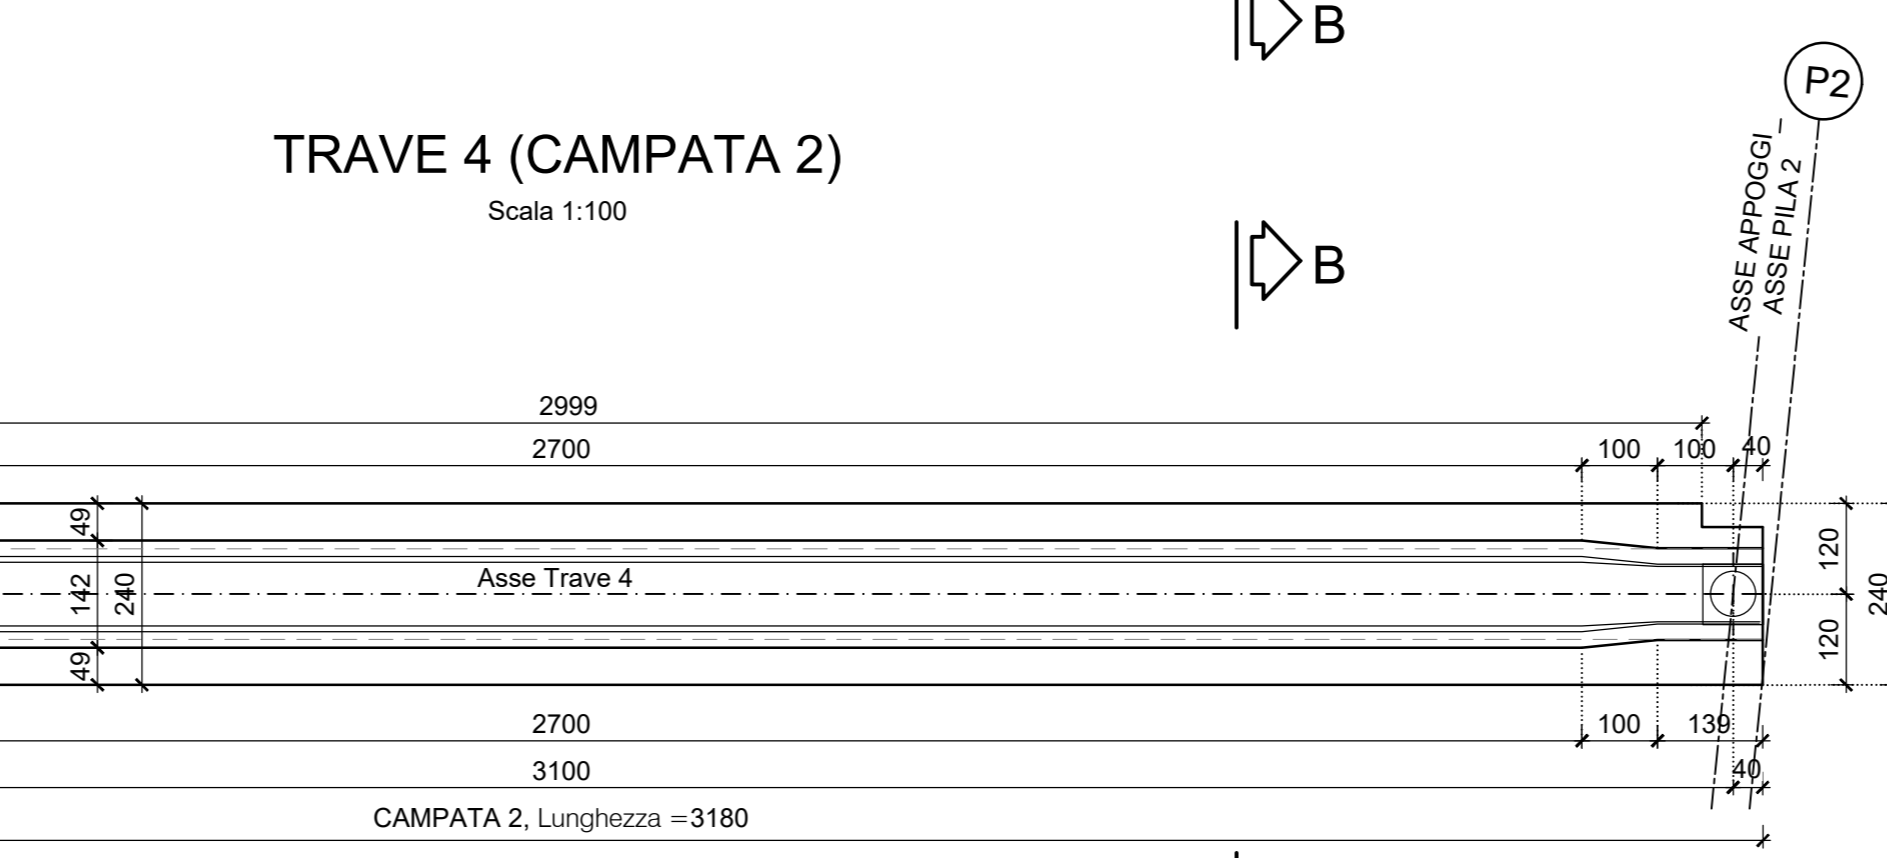 B
P2
TRAVE 4 (CAMPATA 2)
Scala 1:100
ASSE APPOGGI
ASSE PILA 2
B
2999
2700
100
100
40
49
142
240
49
Asse Trave 4
120
120
240
2700
100
139
3100
40
CAMPATA 2, Lunghezza =3180